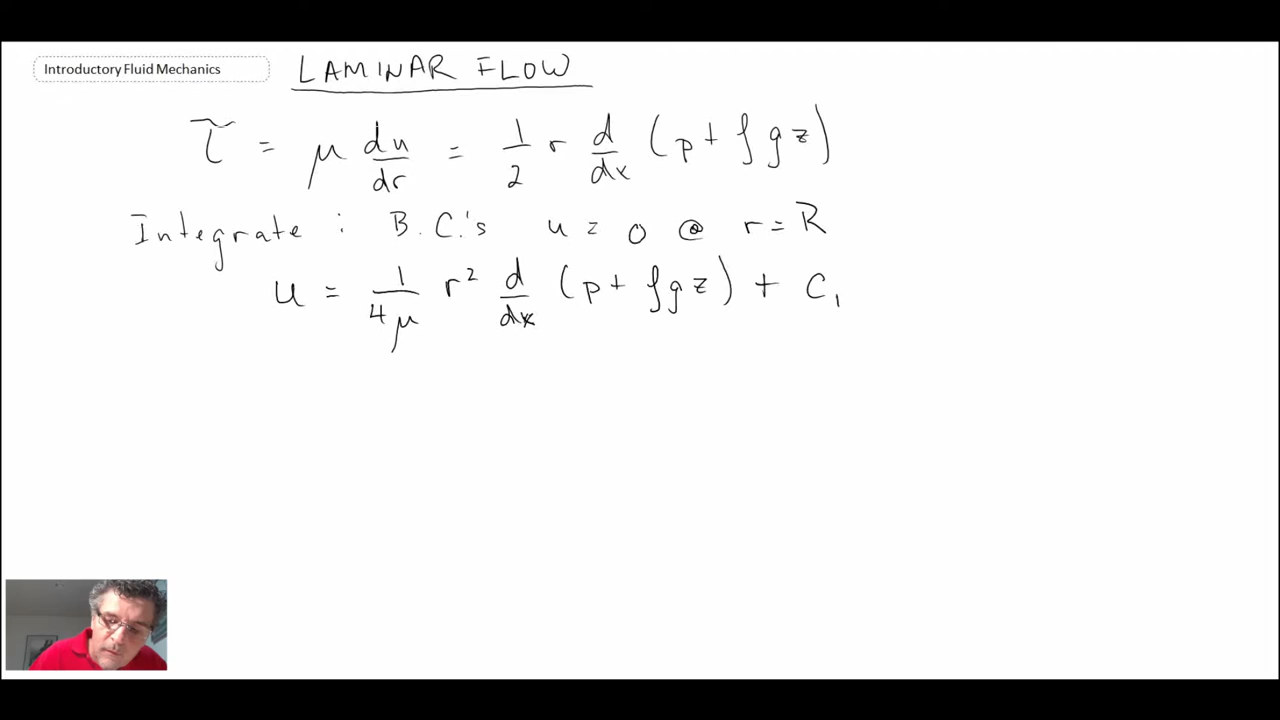 Introductory Fluid Mechanics
LAMINAR FLOW
τ = μ du/dr = 1/2 r d/dx (p + ρgz)
Integrate : B.C.'s u = 0 @ r = R
u = 1/4μ r² d/dx (p + ρgz) + C₁